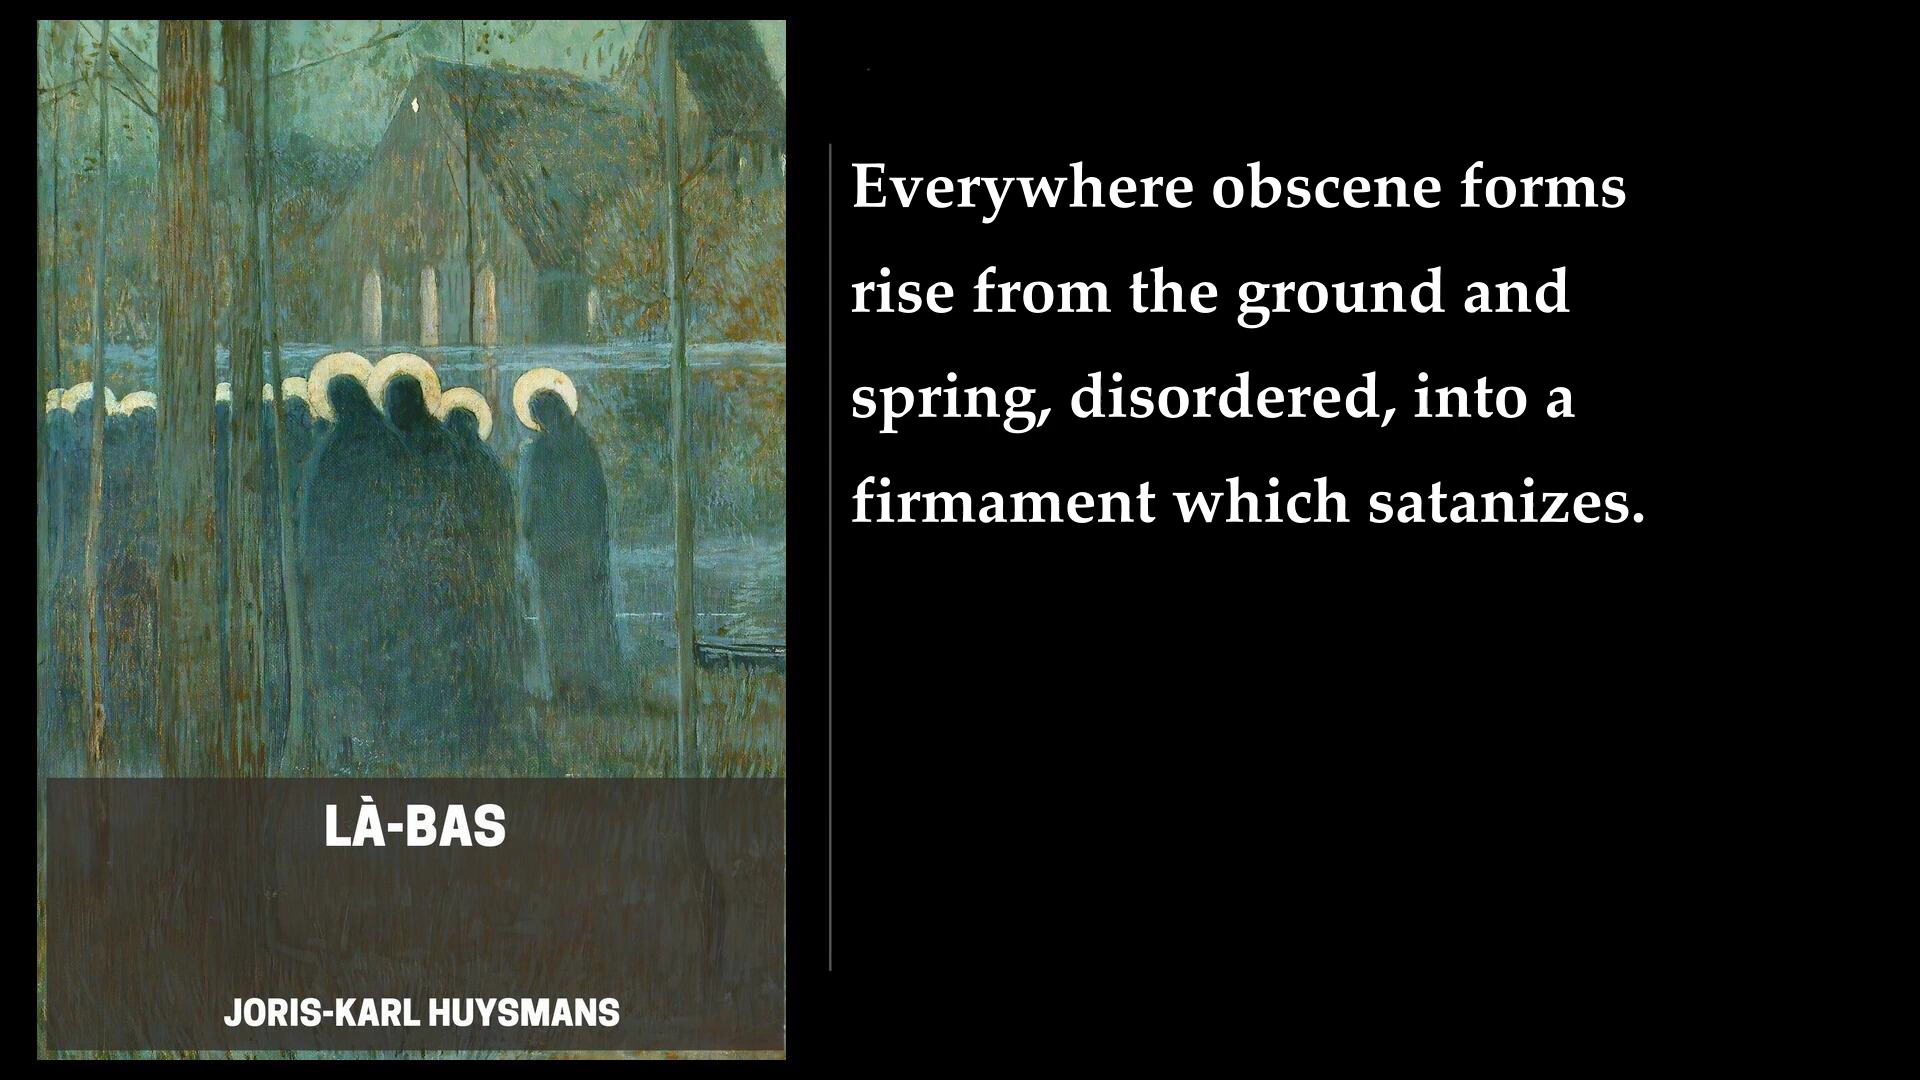 Everywhere obscene forms
rise from the ground and
spring, disordered, into a
firmament which satanizes.
LÀ-BAS
JORIS-KARL HUYSMANS